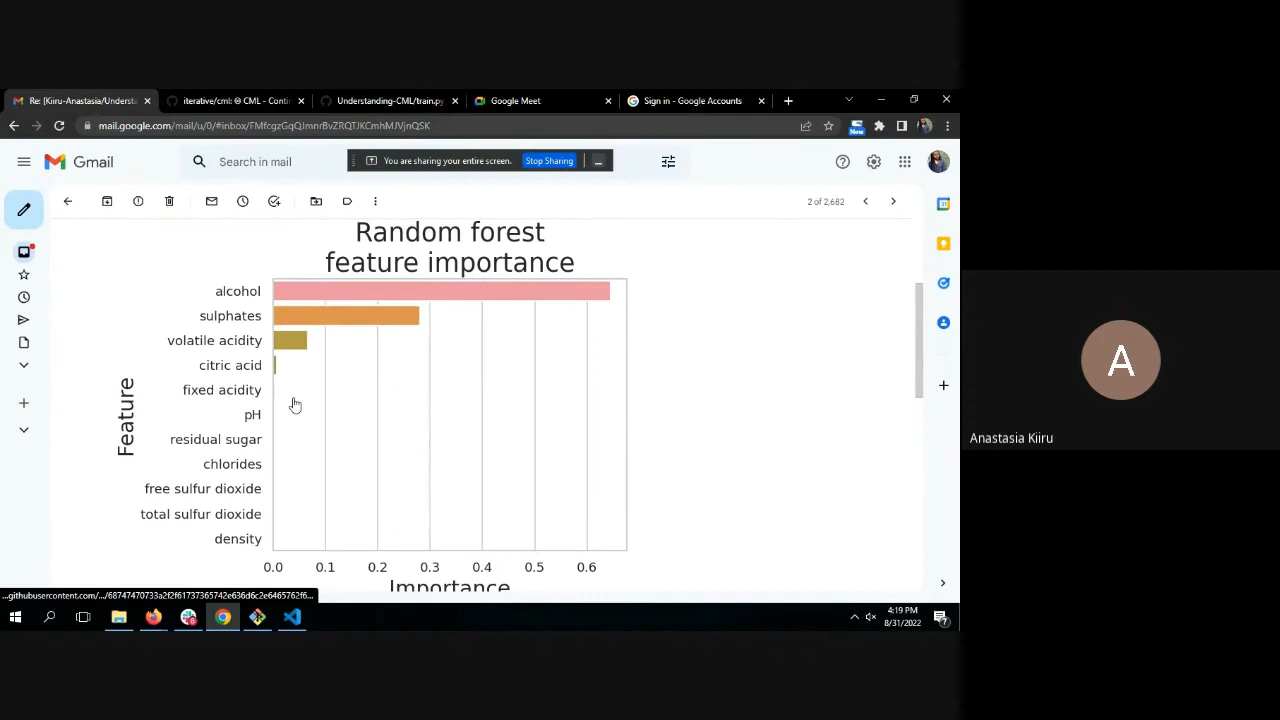 Re: [Kiiru-Anastasia/Understa
iterative/cml: ♾️ CML - Contin
Understanding-CML/train.py
Google Meet
Sign in - Google Accounts
mail.google.com/mail/u/0/#inbox/
New
Gmail
Search in mail
You are sharing your entire screen.
Stop Sharing
2 of 2,682
Random forest
feature importance
alcohol
sulphates
volatile acidity
citric acid
fixed acidity
pH
residual sugar
chlorides
free sulfur dioxide
total sulfur dioxide
density
Feature
0.0 0.1 0.2 0.3 0.4 0.5 0.6
Importance
4:19 PM
8/31/2022
7
A
Anastasia Kiiru